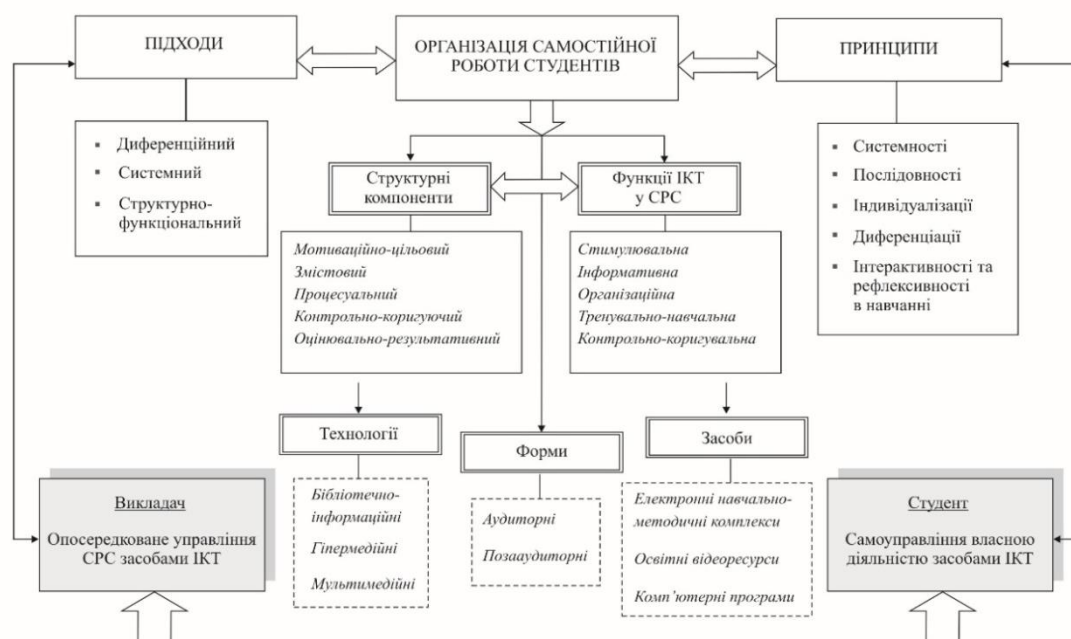 ПІДХОДИ
ОРГАНІЗАЦІЯ САМОСТІЙНОЇ
РОБОТИ СТУДЕНТІВ
ПРИНЦИПИ
▪ Диференційний
▪ Системний
▪ Структурно-
функціональний
Структурні
компоненти
Функції ІКТ
у СРС
▪ Системності
▪ Послідовності
▪ Індивідуалізації
▪ Диференціації
▪ Інтерактивності та
рефлексивності
в навчанні
Мотиваційно-цільовий
Змістовий
Процесуальний
Контрольно-коригуючий
Оцінювально-результативний
Стимулювальна
Інформативна
Організаційна
Тренувально-навчальна
Контрольно-коригувальна
Технології
Форми
Засоби
Викладач
Опосередковане управління
СРС засобами ІКТ
Бібліотечно-
інформаційні
Гіпермедійні
Мультимедійні
Аудиторні
Позааудиторні
Електронні навчально-
методичні комплекси
Освітні відеоресурси
Комп’ютерні програми
Студент
Самоуправління власною
діяльністю засобами ІКТ